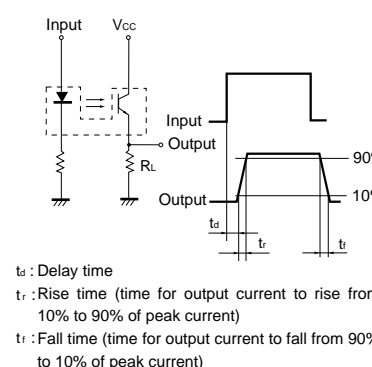 Input Vcc
Input
Output
RL
90%
Output
10%
td
tr
tf
td : Delay time
tr : Rise time (time for output current to rise from
10% to 90% of peak current)
tf : Fall time (time for output current to fall from 90%
to 10% of peak current)